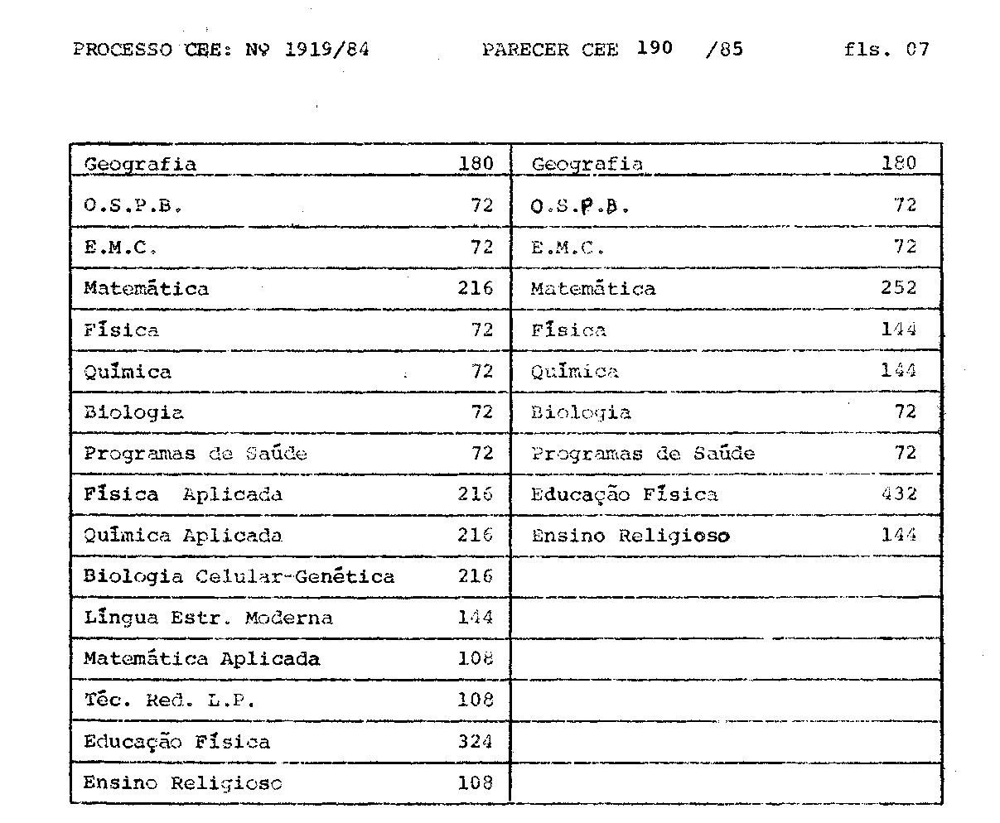 PROCESSO CEE: Nº 1919/84 PARECER CEE 190 /85 fls. 07
Geografia 180 Geografia 180
O.S.P.B. 72 O.S.P.B. 72
E.M.C. 72 E.M.C. 72
Matemática 216 Matemática 252
Física 72 Física 144
Química 72 Química 144
Biologia 72 Biologia 72
Programas de Saúde 72 Programas de Saúde 72
Física Aplicada 216 Educação Física 432
Química Aplicada 216 Ensino Religioso 144
Biologia Celular-Genética 216
Língua Estr. Moderna 144
Matemática Aplicada 108
Téc. Red. L.P. 108
Educação Física 324
Ensino Religioso 108